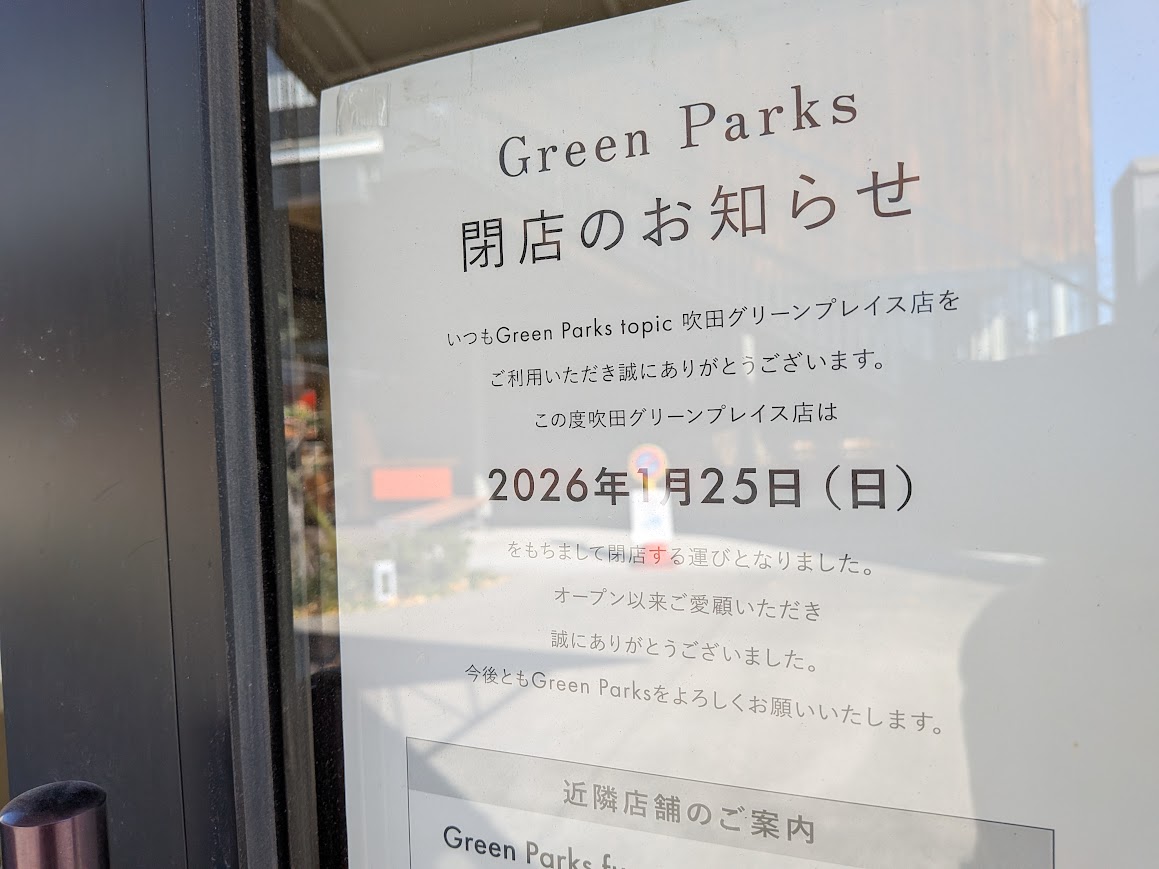 Green Parks
閉店のお知らせ
いつもGreen Parks topic 吹田グリーンプレイス店を
ご利用いただき誠にありがとうございます。
この度吹田グリーンプレイス店は
2026年1月25日（日）
をもちまして閉店する運びとなりました。
オープン以来ご愛顧いただき
誠にありがとうございました。
今後ともGreen Parksをよろしくお願いいたします。
近隣店舗のご案内
Green Parks